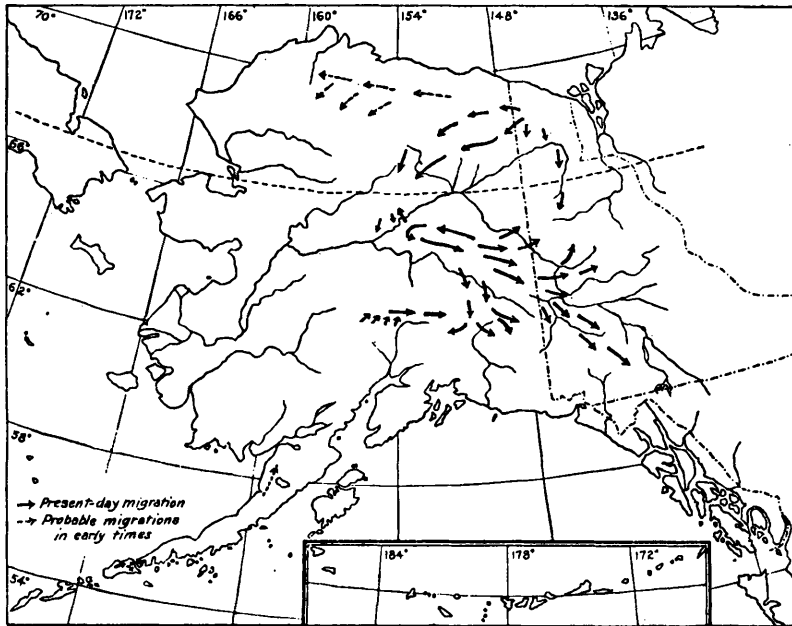 70° 172° 166° 160° 154° 148° 136°
66°
62°
58°
Present-day migration
Probable migrations
in early times
54°
184° 178° 172°